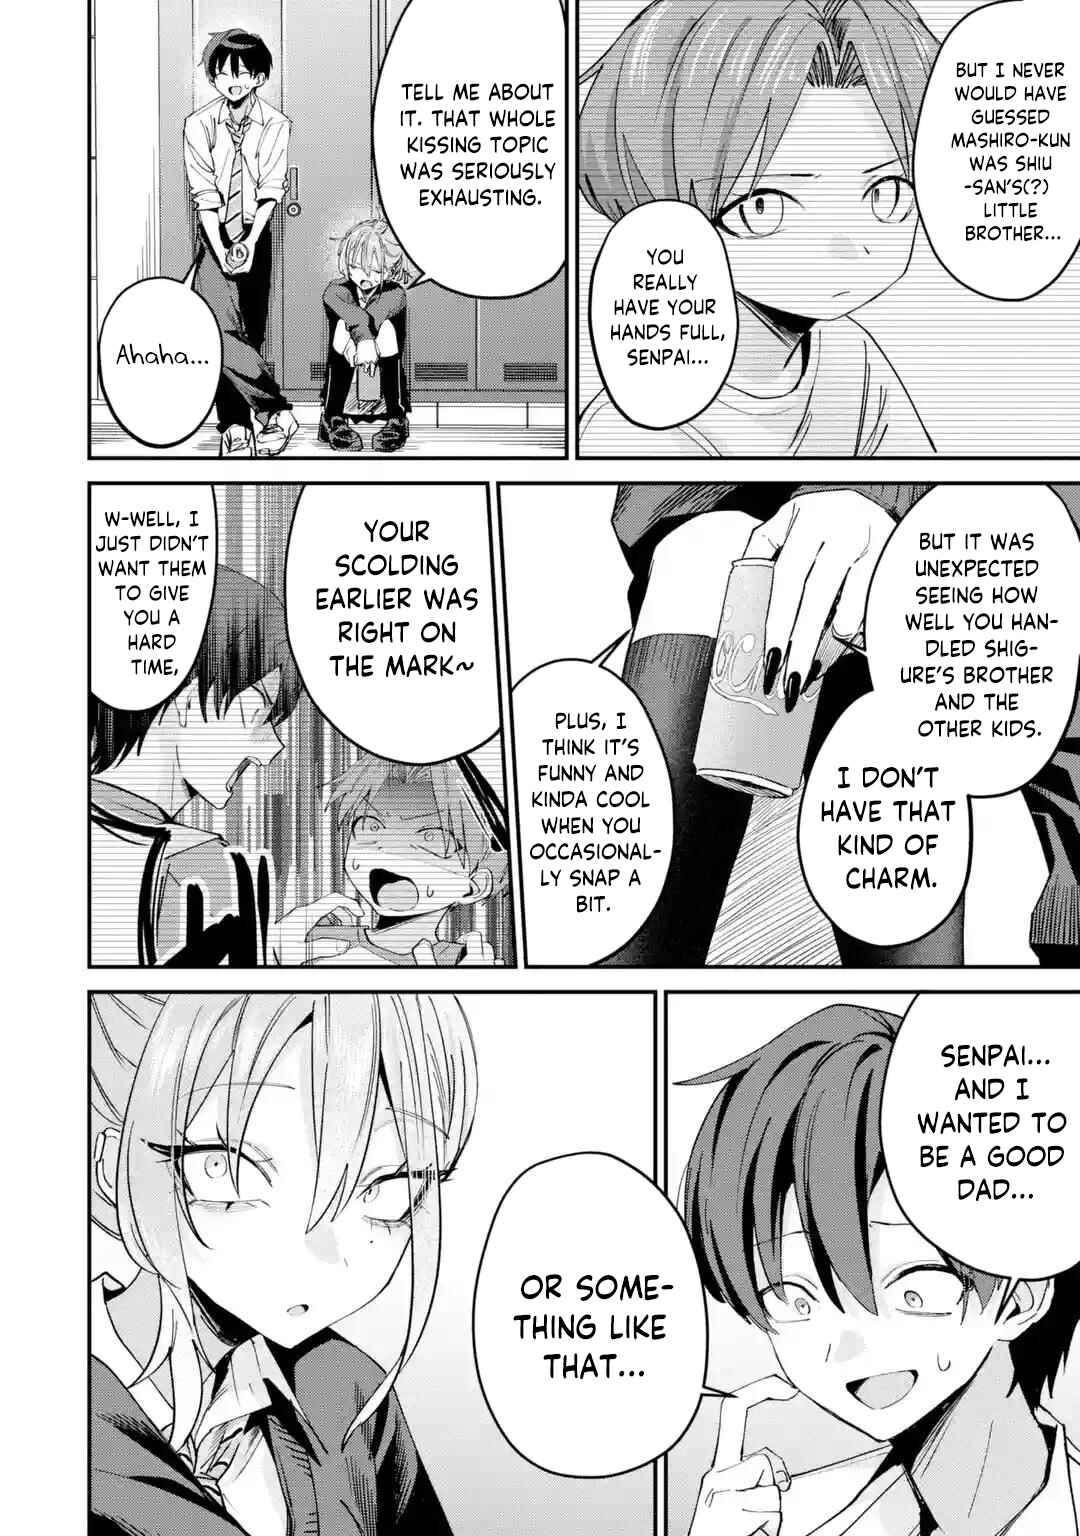 BUT I NEVER
WOULD HAVE
GUESSED
MASHIRO-KUN
WAS SHIU
-SAN'S(?)
LITTLE
BROTHER...
YOU
REALLY
HAVE YOUR
HANDS FULL,
SENPAI...
TELL ME ABOUT
IT. THAT WHOLE
KISSING TOPIC
WAS SERIOUSLY
EXHAUSTING.
Ahaha...
BUT IT WAS
UNEXPECTED
SEEING HOW
WELL YOU HAN-
DLED SHIG-
URE'S BROTHER
AND THE
OTHER KIDS.
I DON'T
HAVE THAT
KIND OF
CHARM.
PLUS, I
THINK IT'S
FUNNY AND
KINDA COOL
WHEN YOU
OCCASIONAL-
LY SNAP A
BIT.
YOUR
SCOLDING
EARLIER WAS
RIGHT ON
THE MARK~
W-WELL, I
JUST DIDN'T
WANT THEM
TO GIVE
YOU A
HARD
TIME,
SENPAI...
AND I
WANTED TO
BE A GOOD
DAD...
OR SOME-
THING LIKE
THAT...